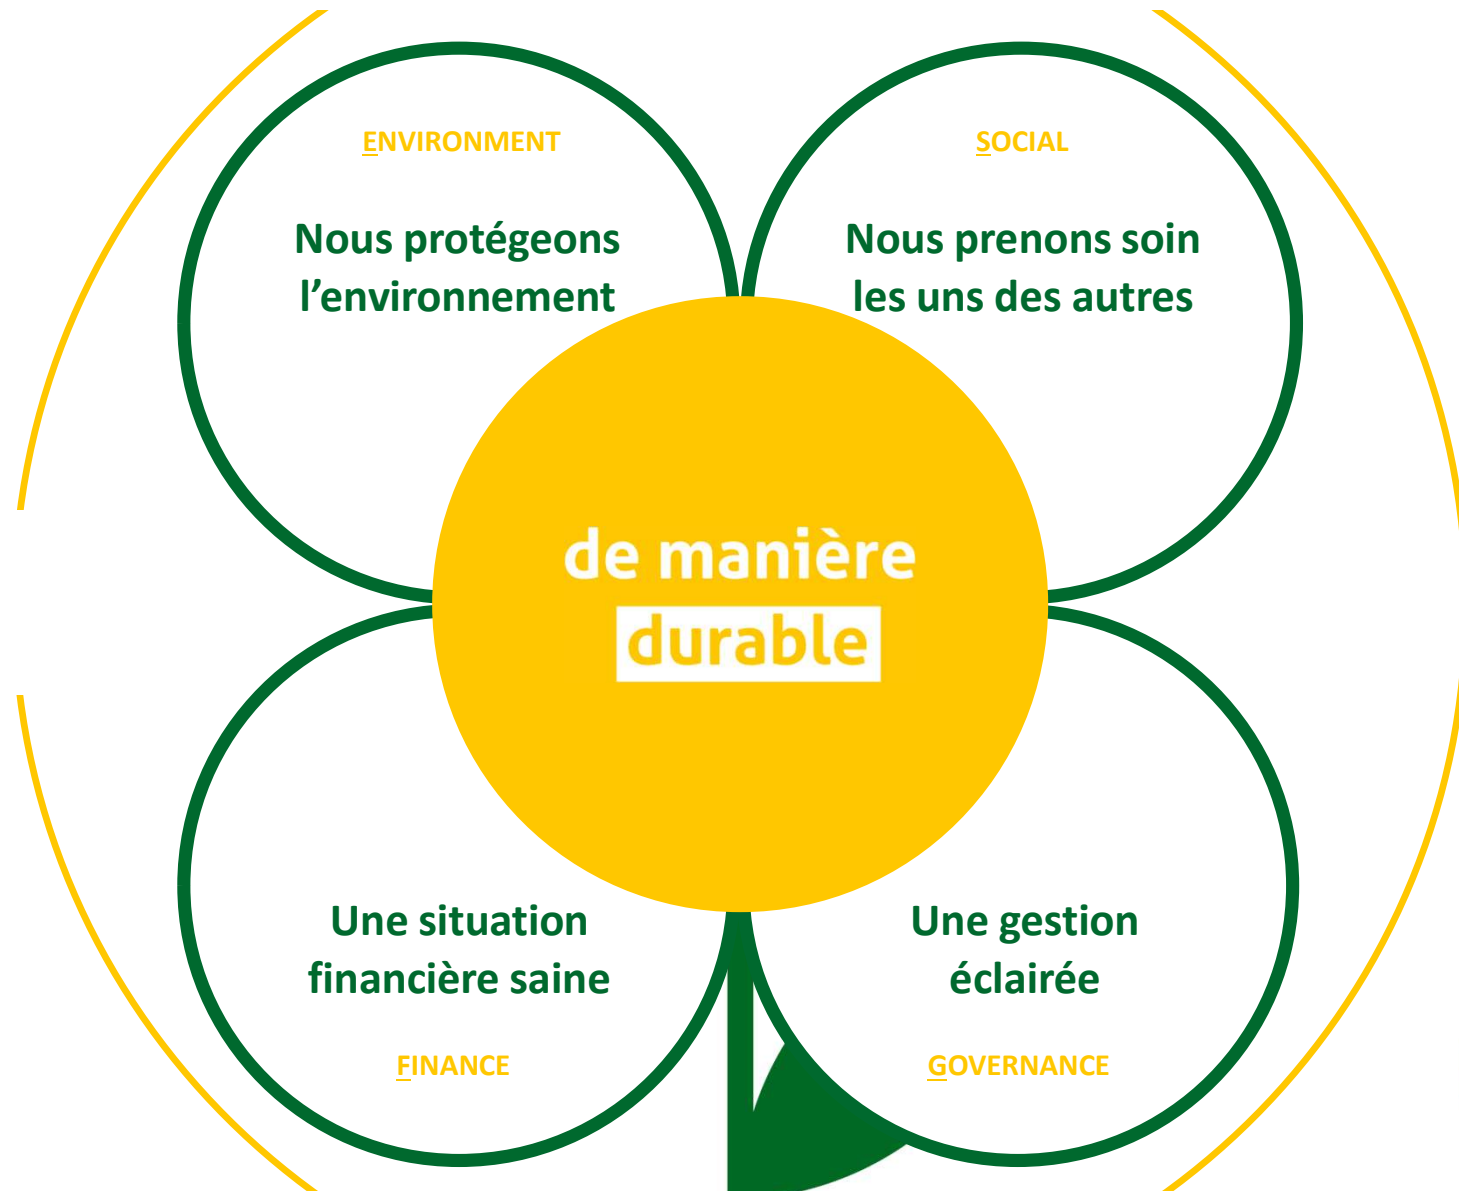 ENVIRONMENT
Nous protégeons
l’environnement
SOCIAL
Nous prenons soin
les uns des autres
de manière
durable
Une situation
financière saine
FINANCE
Une gestion
éclairée
GOVERNANCE